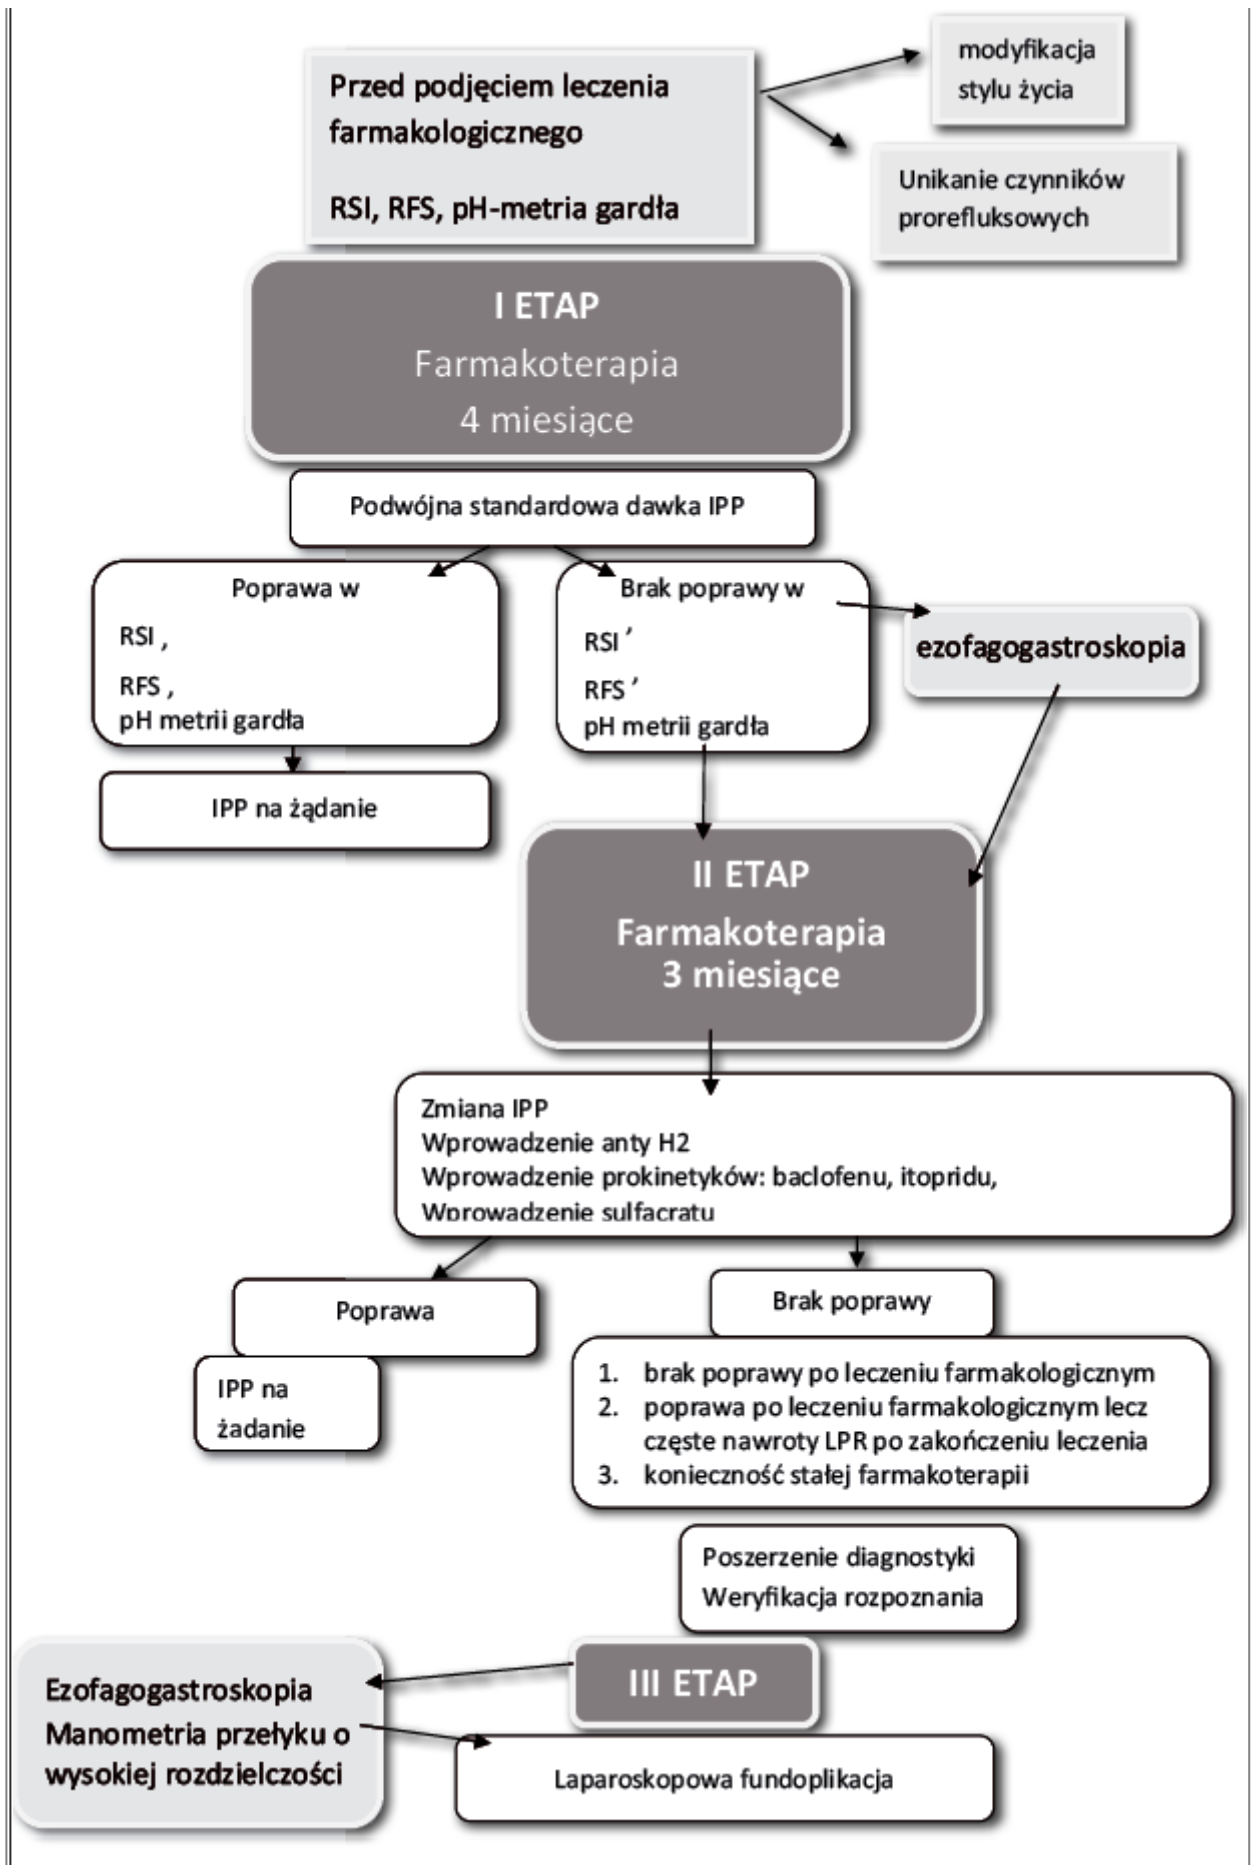 Przed podjęciem leczenia
farmakologicznego
RSI, RFS, pH-metria gardła
modyfikacja
stylu życia
Unikanie czynników
prorefluksowych
I ETAP
Farmakoterapia
4 miesiące
Podwójna standardowa dawka IPP
Poprawa w
RSI ,
RFS ,
pH metrii gardła
Brak poprawy w
RSI ’
RFS ’
pH metrii gardła
ezofagogastroskopia
IPP na żądanie
II ETAP
Farmakoterapia
3 miesiące
Zmiana IPP
Wprowadzenie anty H2
Wprowadzenie prokinetyków: baclofenu, itopridu,
Wprowadzenie sulfacratu
Poprawa
IPP na
żadanie
Brak poprawy
1. brak poprawy po leczeniu farmakologicznym
2. poprawa po leczeniu farmakologicznym lecz
częste nawroty LPR po zakończeniu leczenia
3. konieczność stałej farmakoterapii
Poszerzenie diagnostyki
Weryfikacja rozpoznania
III ETAP
Ezofagogastroskopia
Manometria przełyku o
wysokiej rozdzielczości
Laparoskopowa fundoplikacja